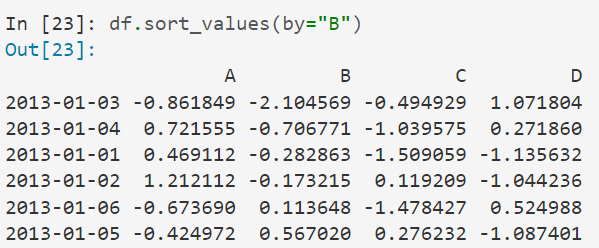 In [23]: df.sort_values(by="B")
Out[23]:
                   A         B         C         D
2013-01-03 -0.861849 -2.104569 -0.494929  1.071804
2013-01-04  0.721555 -0.706771 -1.039575  0.271860
2013-01-01  0.469112 -0.282863 -1.509059 -1.135632
2013-01-02  1.212112 -0.173215  0.119209 -1.044236
2013-01-06 -0.673690  0.113648 -1.478427  0.524988
2013-01-05 -0.424972  0.567020  0.276232 -1.087401